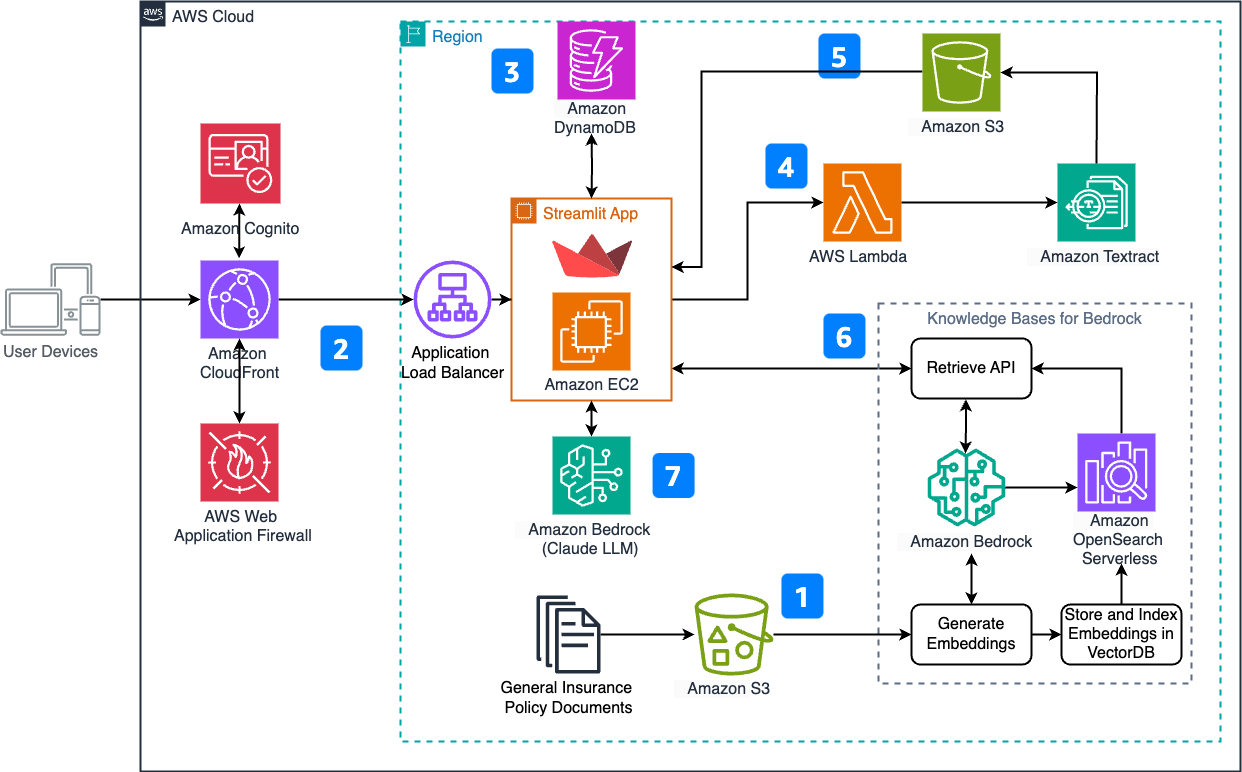 aws
AWS Cloud
Region
3
5
Amazon
DynamoDB
Amazon S3
4
Amazon Cognito
Streamlit App
AWS Lambda
Amazon Textract
User Devices
Amazon
CloudFront
2
Application
Load Balancer
Amazon EC2
6
Knowledge Bases for Bedrock
Retrieve API
7
AWS Web
Application Firewall
Amazon Bedrock
(Claude LLM)
Amazon Bedrock
Amazon
OpenSearch
Serverless
1
General Insurance
Policy Documents
Amazon S3
Generate
Embeddings
Store and Index
Embeddings in
VectorDB